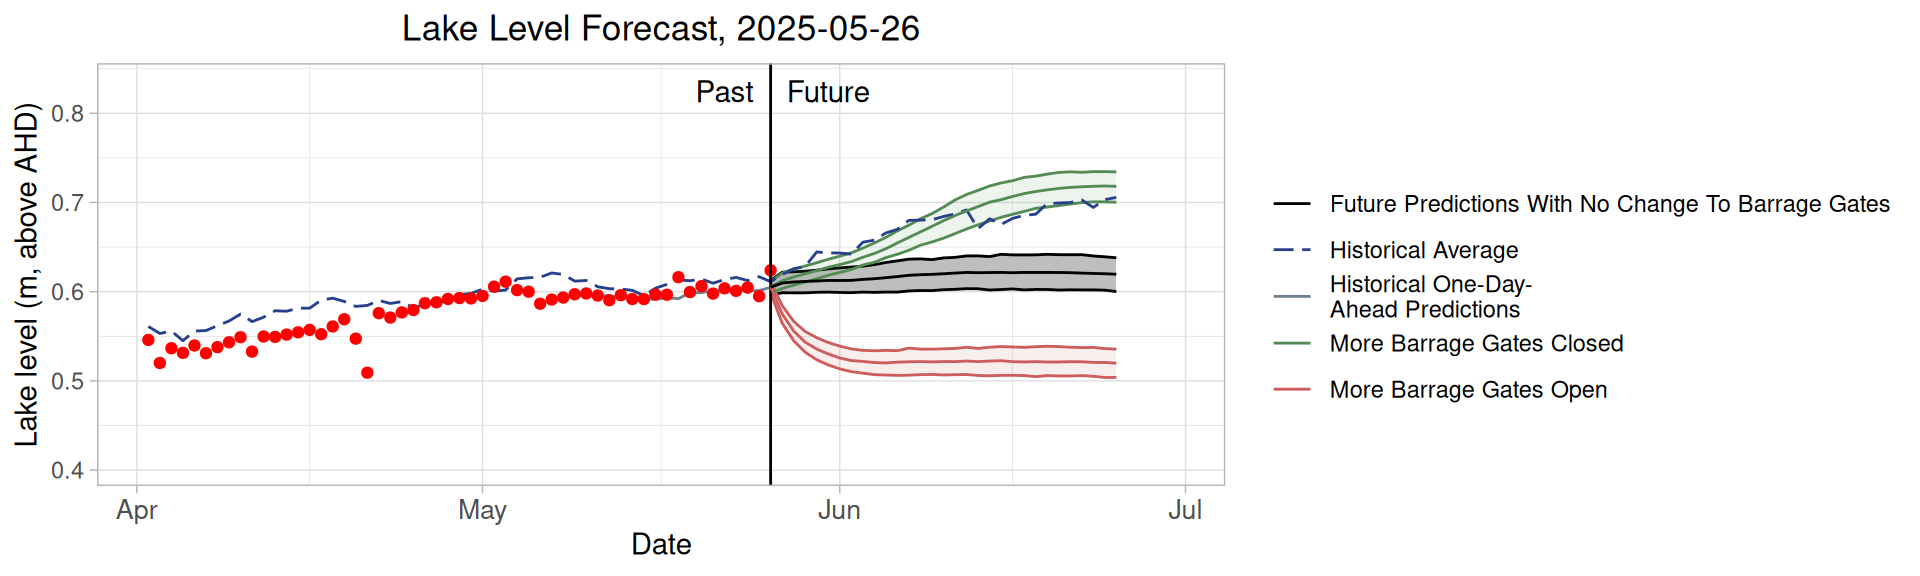 Lake Level Forecast, 2025-05-26
Past
Future
Lake level (m, above AHD)
0.8
0.7
0.6
0.5
0.4
Apr
May
Jun
Jul
Date
Future Predictions With No Change To Barrage Gates
Historical Average
Historical One-Day-
Ahead Predictions
More Barrage Gates Closed
More Barrage Gates Open